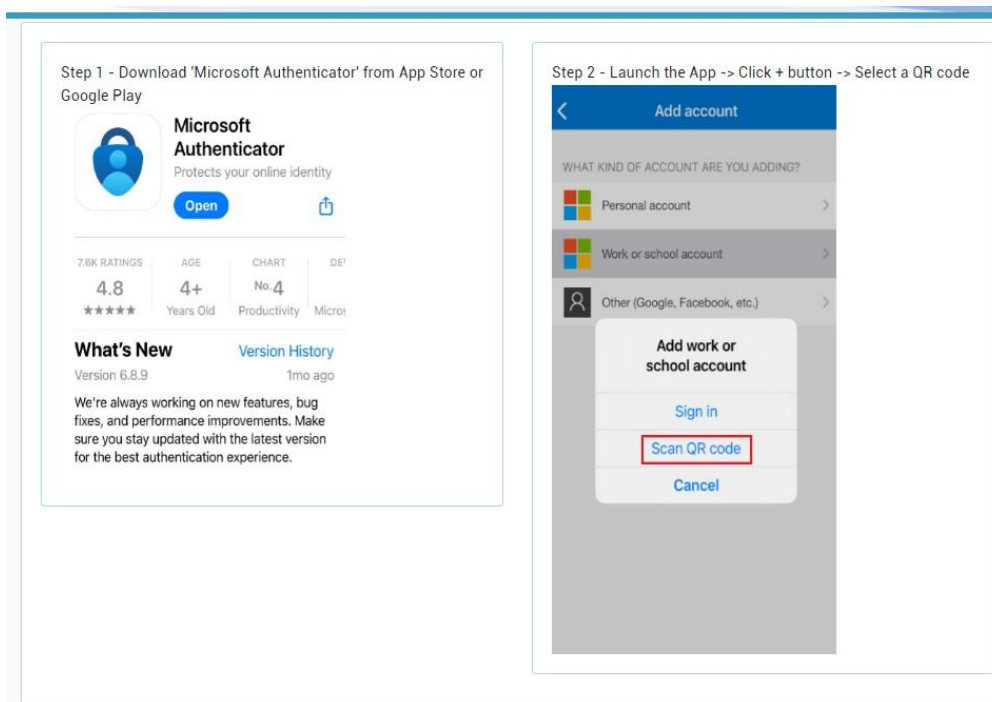 Step 1 - Download 'Microsoft Authenticator' from App Store or
Google Play
Microsoft
Authenticator
Protects your online identity
Open
7.6K RATINGS AGE CHART DE
4.8 4+ No.4
★★★★★ Years Old Productivity Micro
What's New Version History
Version 6.8.9 1mo ago
We're always working on new features, bug
fixes, and performance improvements. Make
sure you stay updated with the latest version
for the best authentication experience.
Step 2 - Launch the App -> Click + button -> Select a QR code
Add account
WHAT KIND OF ACCOUNT ARE YOU ADDING?
Personal account
Work or school account
Other (Google, Facebook, etc.)
Add work or
school account
Sign in
Scan QR code
Cancel